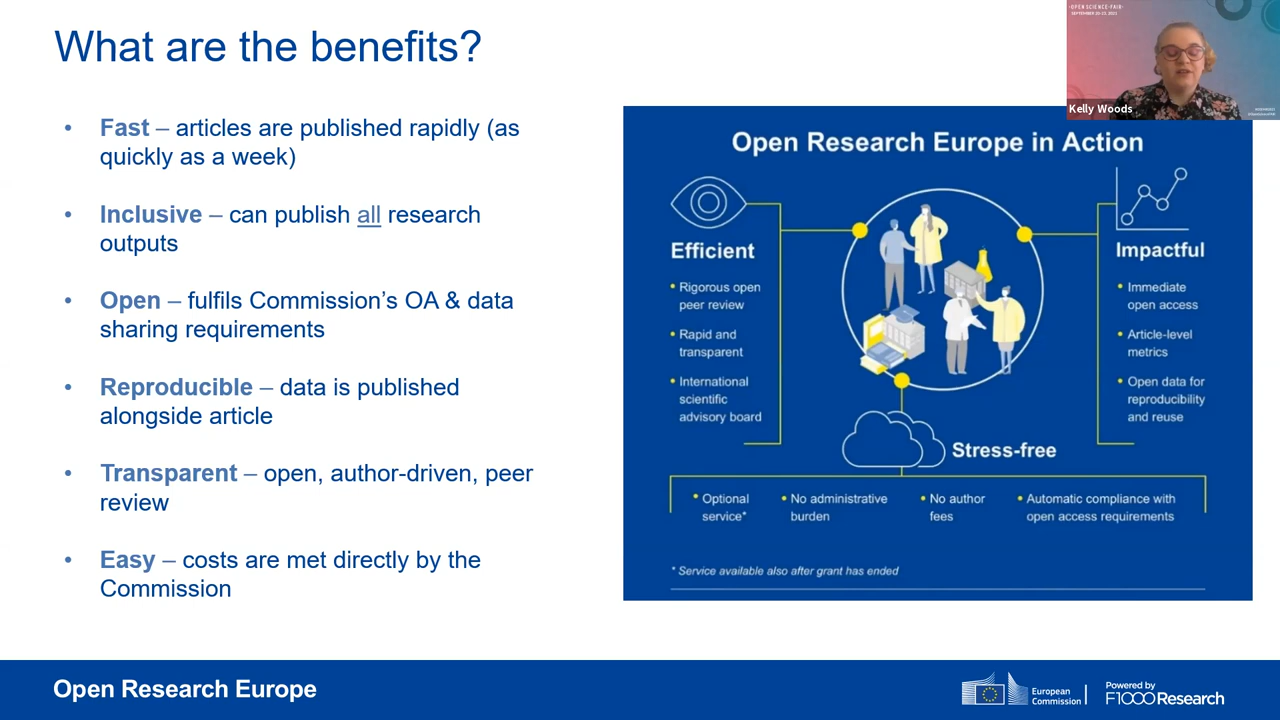 What are the benefits?
• Fast – articles are published rapidly (as
quickly as a week)
• Inclusive – can publish all research
outputs
• Open – fulfils Commission’s OA & data
sharing requirements
• Reproducible – data is published
alongside article
• Transparent – open, author-driven, peer
review
• Easy – costs are met directly by the
Commission
OPEN SCIENCE FAIR
Kelly Woods
Open Research Europe in Action
Efficient
• Rigorous open
peer review
• Rapid and
transparent
• International
scientific
advisory board
Impactful
• Immediate
open access
• Article-level
metrics
• Open data for
reproducibility
and reuse
Stress-free
• Optional
service*
• No administrative
burden
• No author
fees
• Automatic compliance with
open access requirements
* Service available also after grant has ended
Open Research Europe
European
Commission
Powered by
F1000Research